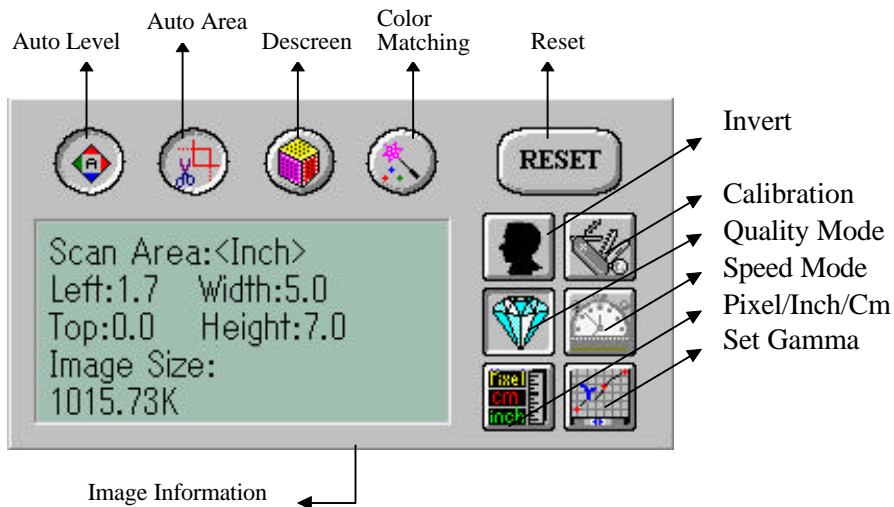 Auto Level
Auto Area
Descreen
Color
Matching
Reset
A
RESET
Scan Area:<Inch>
Left:1.7 Width:5.0
Top:0.0 Height:7.0
Image Size:
1015.73K
Pixel
cm
inch
γ
Invert
Calibration
Quality Mode
Speed Mode
Pixel/Inch/Cm
Set Gamma
Image Information